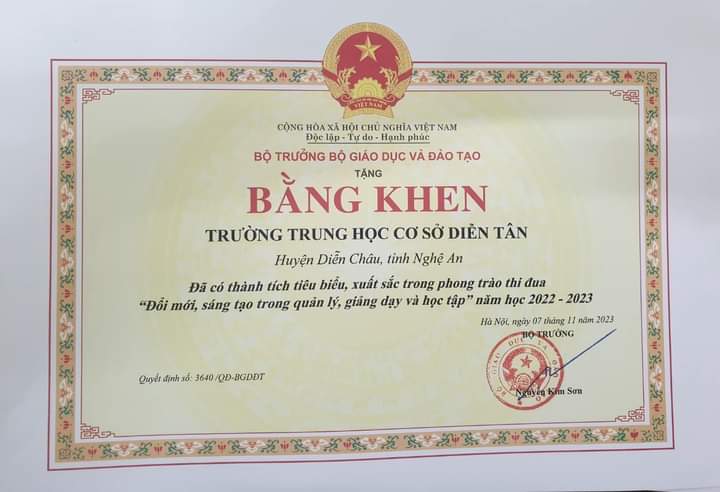 VIỆT NAM
CỘNG HÒA XÃ HỘI CHỦ NGHĨA VIỆT NAM
Độc lập - Tự do - Hạnh phúc
BỘ TRƯỞNG BỘ GIÁO DỤC VÀ ĐÀO TẠO
TẶNG
BẰNG KHEN
TRƯỜNG TRUNG HỌC CƠ SỞ DIỄN TÂN
Huyện Diễn Châu, tỉnh Nghệ An
Đã có thành tích tiêu biểu, xuất sắc trong phong trào thi đua
“Đổi mới, sáng tạo trong quản lý, giảng dạy và học tập” năm học 2022 - 2023
Hà Nội, ngày 07 tháng 11 năm 2023
BỘ TRƯỞNG
BỘ GIÁO DỤC VÀ
Quyết định số: 3640 /QĐ-BGDĐT
Nguyễn Kim Sơn